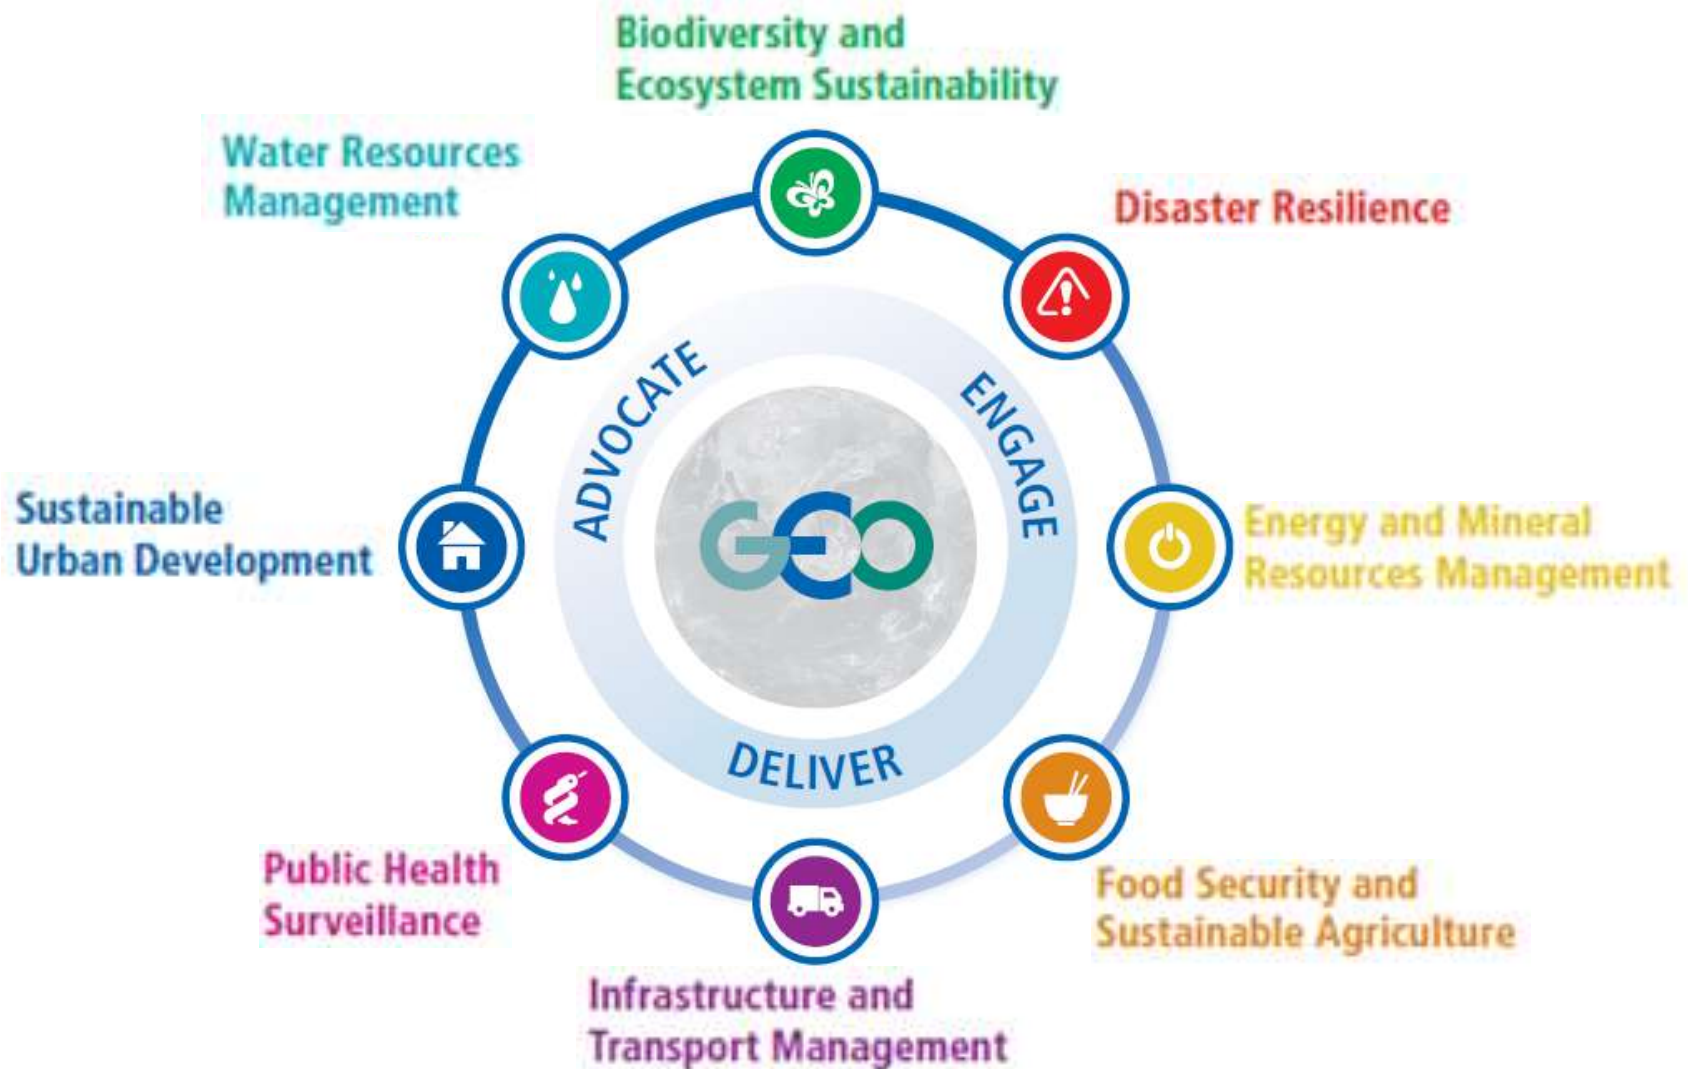 Biodiversity and
Ecosystem Sustainability
Water Resources
Management
Disaster Resilience
ADVOCATE
ENGAGE
GEO
Sustainable
Urban Development
Energy and Mineral
Resources Management
DELIVER
Public Health
Surveillance
Food Security and
Sustainable Agriculture
Infrastructure and
Transport Management